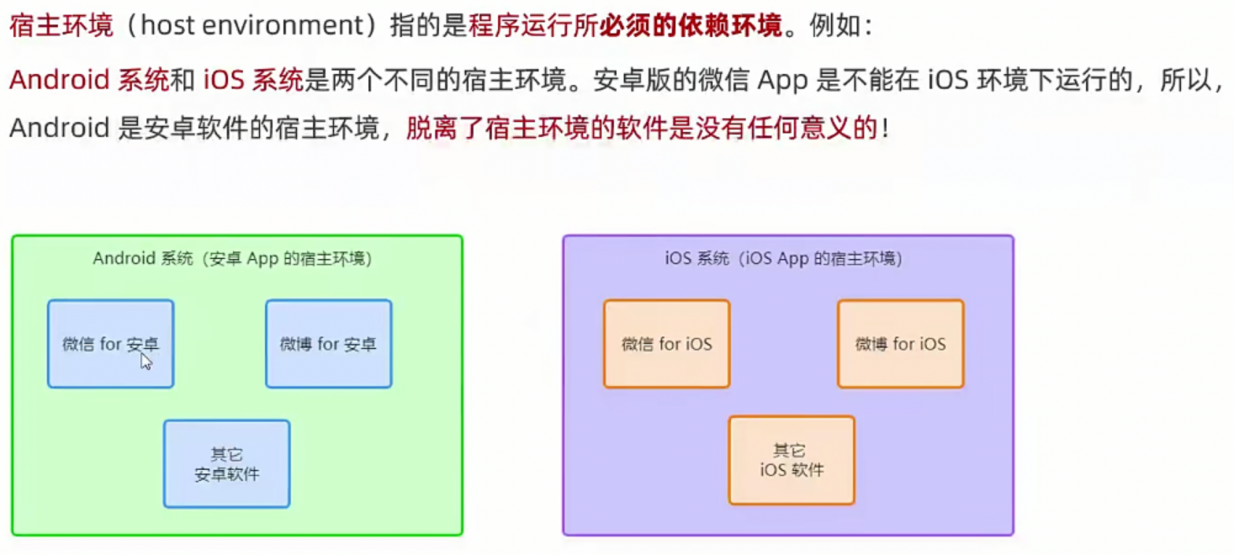 宿主环境（host environment）指的是程序运行所必须的依赖环境。例如：
Android 系统和 iOS 系统是两个不同的宿主环境。安卓版的微信 App 是不能在 iOS 环境下运行的，所以，
Android 是安卓软件的宿主环境，脱离了宿主环境的软件是没有任何意义的！
Android 系统（安卓 App 的宿主环境）
微信 for 安卓
微博 for 安卓
其它
安卓软件
iOS 系统（iOS App 的宿主环境）
微信 for iOS
微博 for iOS
其它
iOS 软件